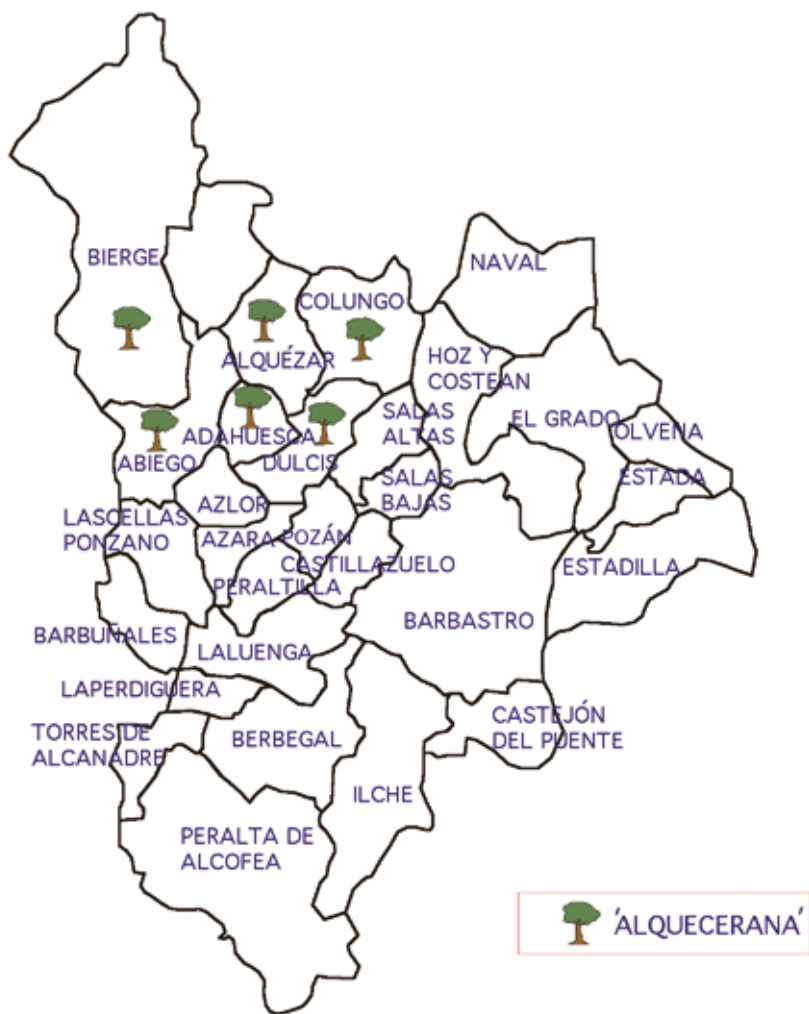 BIERGE
NAVAL
COLUNGO
ALQUÉZAR
HOZ Y
COSTEAN
SALAS
ALTAS
EL GRADO
OLVENA
ADAHUESCA
ABIEGO
DULCIS
SALAS
BAJAS
ESTADA
AZLOR
LASCELLAS
PONZANO
AZARA
POZÁN
CASTILLAZUELO
ESTADILLA
PERALTILLA
BARBASTRO
BARBUÑALES
LALUENGA
LAPERDIGUERA
TORRES DE
ALCANADRE
BERBEGAL
CASTEJÓN
DEL PUENTE
ILCHE
PERALTA DE
ALCOFEA
'ALQUECERANA'